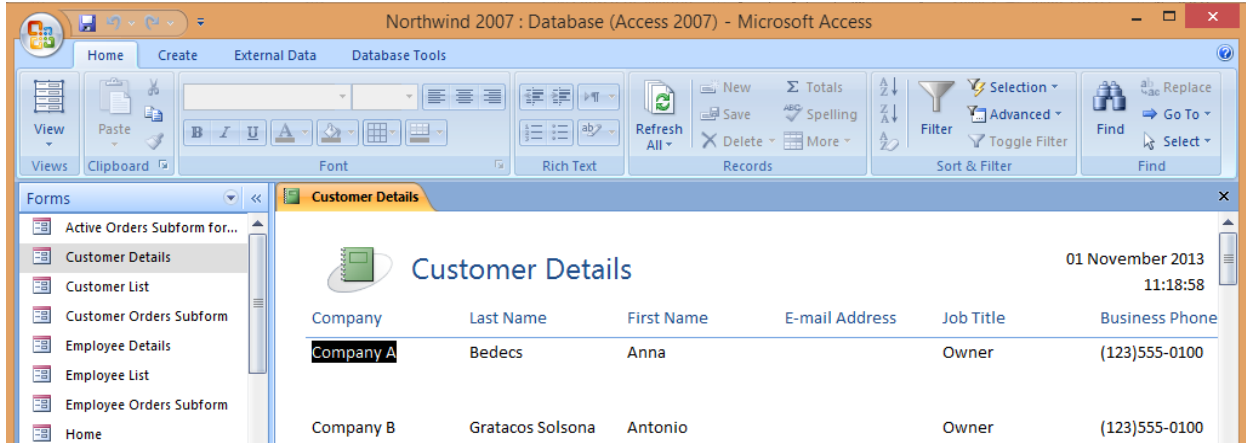 Northwind 2007 : Database (Access 2007) - Microsoft Access
Home Create External Data Database Tools
View
Paste
B I U A
ab
Refresh All
New
Save
Delete
Σ Totals
ABC Spelling
More
A Z
Z A
A Z
Filter
Selection
Advanced
Toggle Filter
Find
ab ac Replace
Go To
Select
Views Clipboard Font Rich Text Records Sort & Filter Find
Forms
Active Orders Subform for...
Customer Details
Customer List
Customer Orders Subform
Employee Details
Employee List
Employee Orders Subform
Home
Customer Details
Customer Details
01 November 2013
11:18:58
Company Last Name First Name E-mail Address Job Title Business Phone
Company A Bedecs Anna Owner (123)555-0100
Company B Gratacos Solsona Antonio Owner (123)555-0100